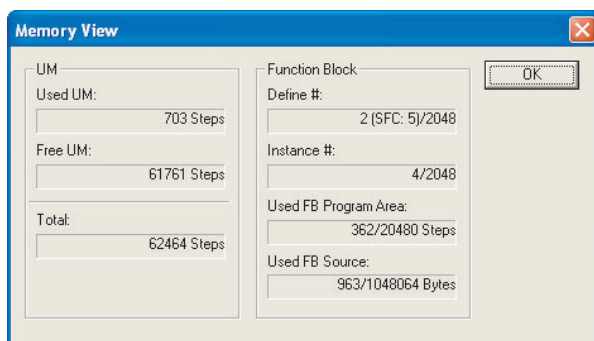 Memory View
UM
Used UM:
703 Steps
Free UM:
61761 Steps
Total:
62464 Steps
Function Block
Define #:
2 (SFC: 5)/2048
Instance #:
4/2048
Used FB Program Area:
362/20480 Steps
Used FB Source:
963/1048064 Bytes
OK